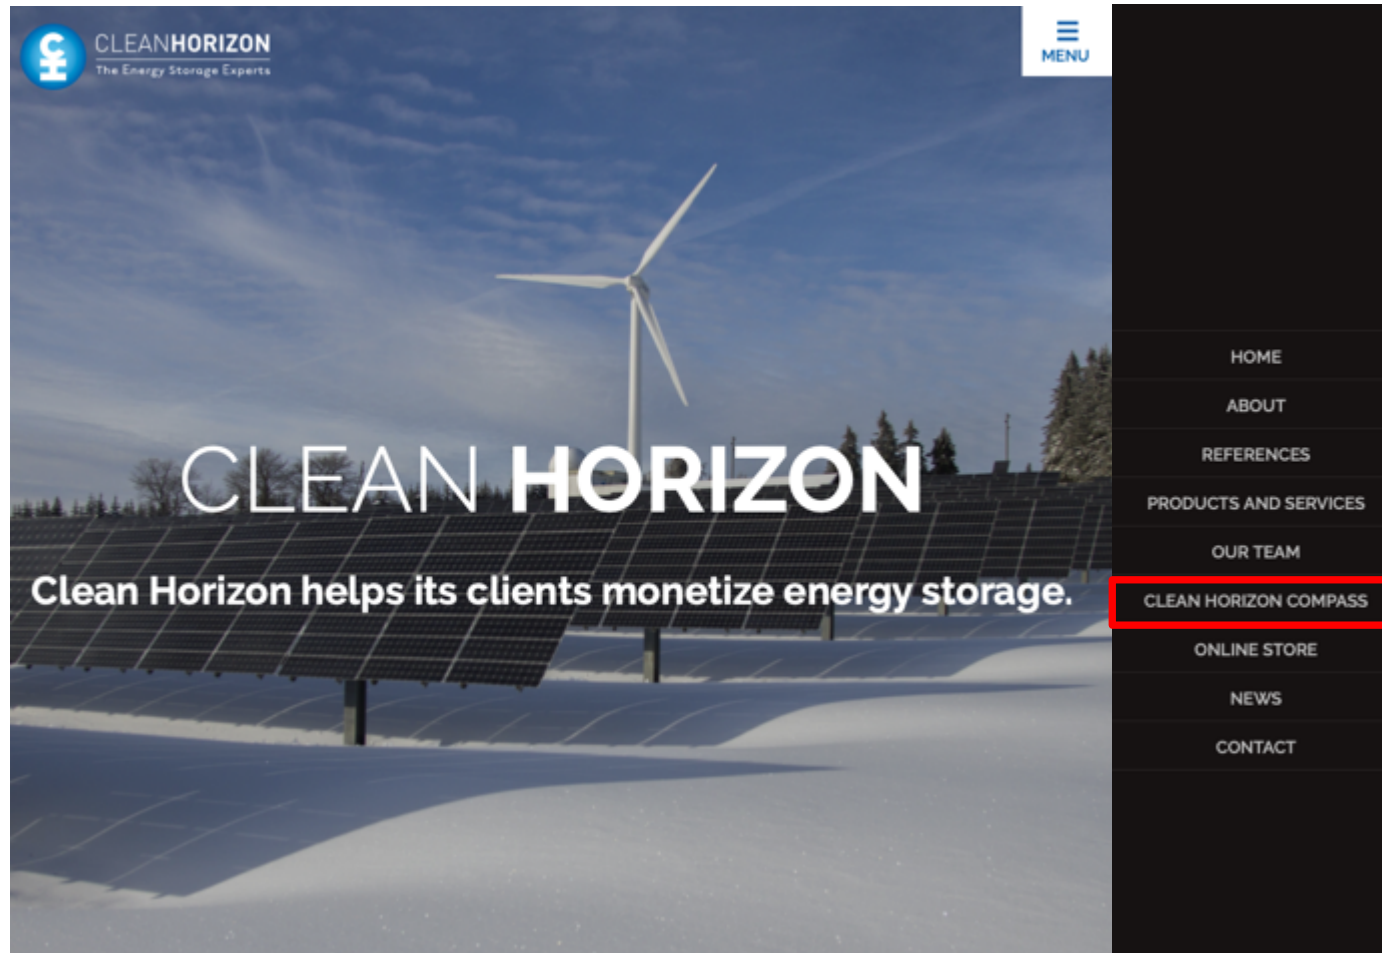 CLEANHORIZON
The Energy Storage Experts
MENU
CLEAN HORIZON
Clean Horizon helps its clients monetize energy storage.
HOME
ABOUT
REFERENCES
PRODUCTS AND SERVICES
OUR TEAM
CLEAN HORIZON COMPASS
ONLINE STORE
NEWS
CONTACT